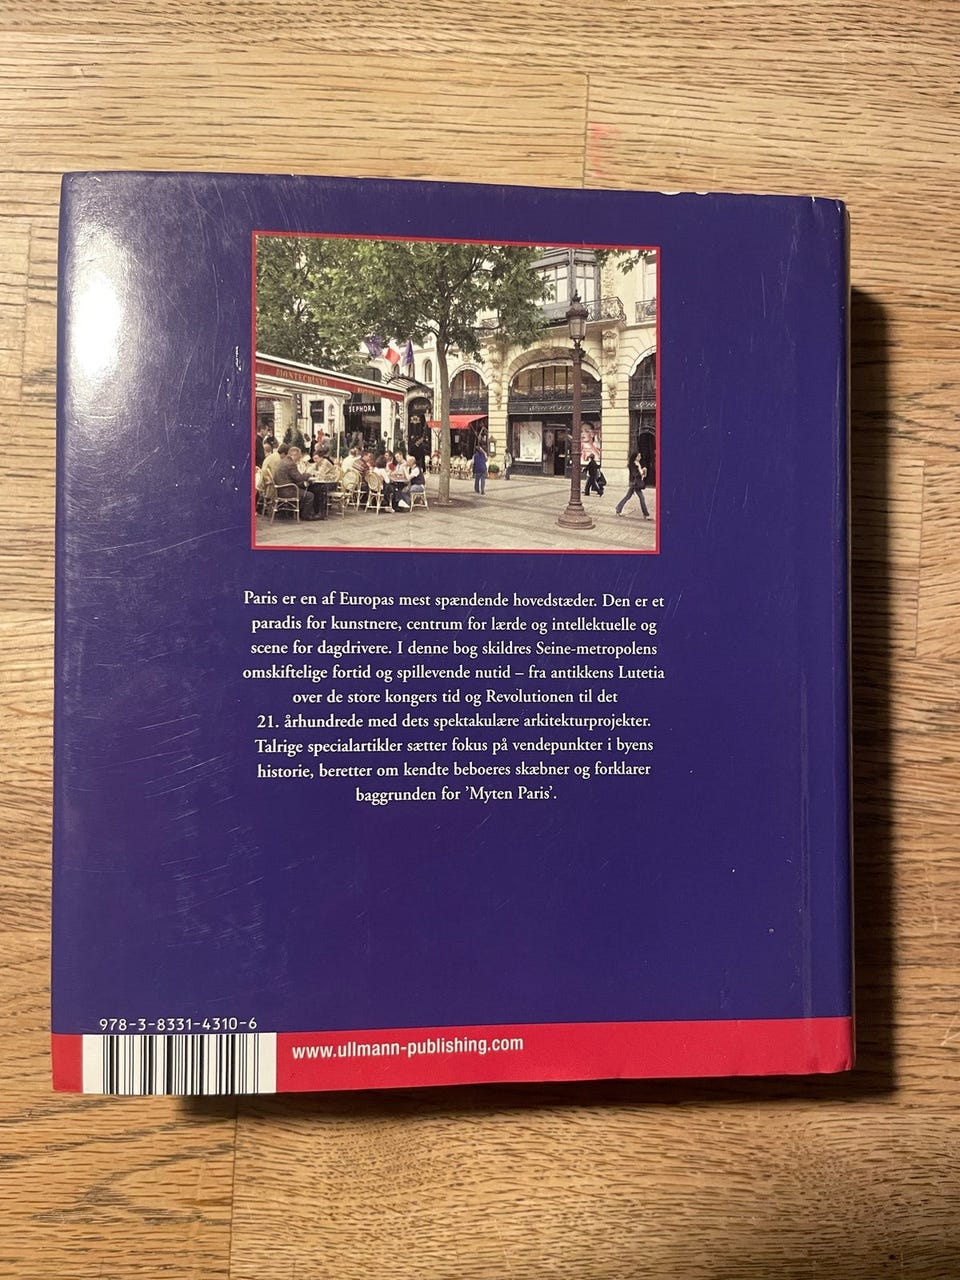 MONTECRISTO
SEPHORA
Paris er en af Europas mest spændende hovedstæder. Den er et
paradis for kunstnere, centrum for lærde og intellektuelle og
scene for dagdrivere. I denne bog skildres Seine-metropolens
omskiftelige fortid og spillevende nutid – fra antikkens Lutetia
over de store kongers tid og Revolutionen til det
21. århundrede med dets spektakulære arkitekturprojekter.
Talrige specialartikler sætter fokus på vendepunkter i byens
historie, beretter om kendte beboeres skæbner og forklarer
baggrunden for ’Myten Paris’.
978-3-8331-4310-6
www.ullmann-publishing.com